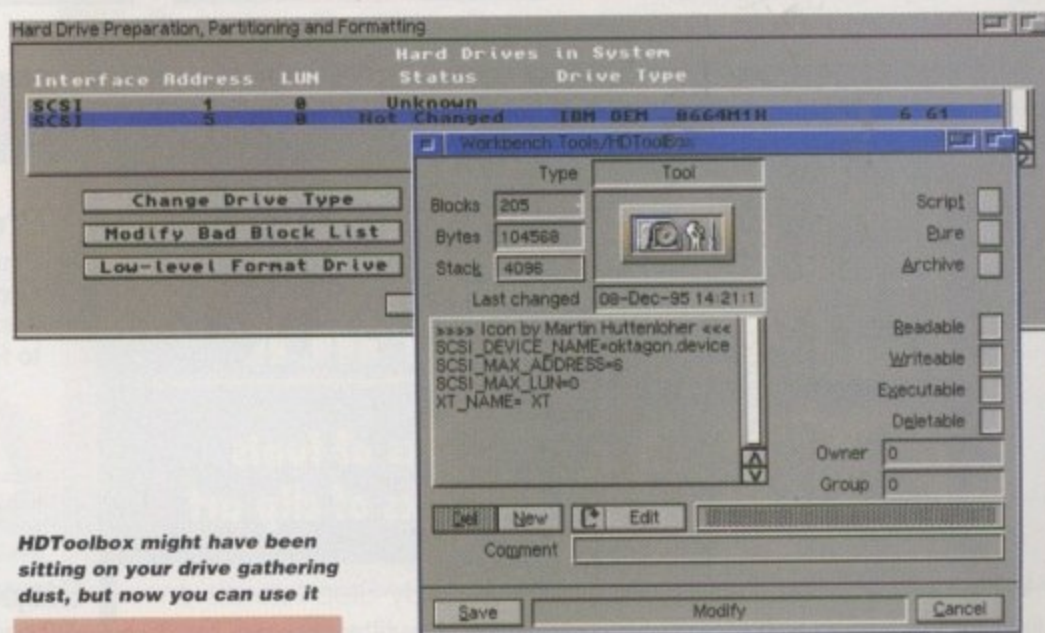 Hard Drive Preparation, Partitioning and Formatting
Hard Drives in System
Interface Address LUN Status Drive Type
SCSI 1 0 Unknown
SCSI 5 0 Not Changed IBM OEM 0664M1H 6 61
Change Drive Type
Modify Bad Block List
Low-level Format Drive
Workbench Tools/HDToolBox
Type Tool
Blocks 205
Bytes 104568
Stack 4096
Last changed 08-Dec-95 14:21:1
>>>> Icon by Martin Huttenloher <<<
SCSI_DEVICE_NAME=oktagon.device
SCSI_MAX_ADDRESS=6
SCSI_MAX_LUN=0
XT_NAME= XT
Script
Pure
Archive
Readable
Writeable
Executable
Deletable
Owner 0
Group 0
Del New Edit
Comment
Save Modify Cancel
HDToolbox might have been
sitting on your drive gathering
dust, but now you can use it